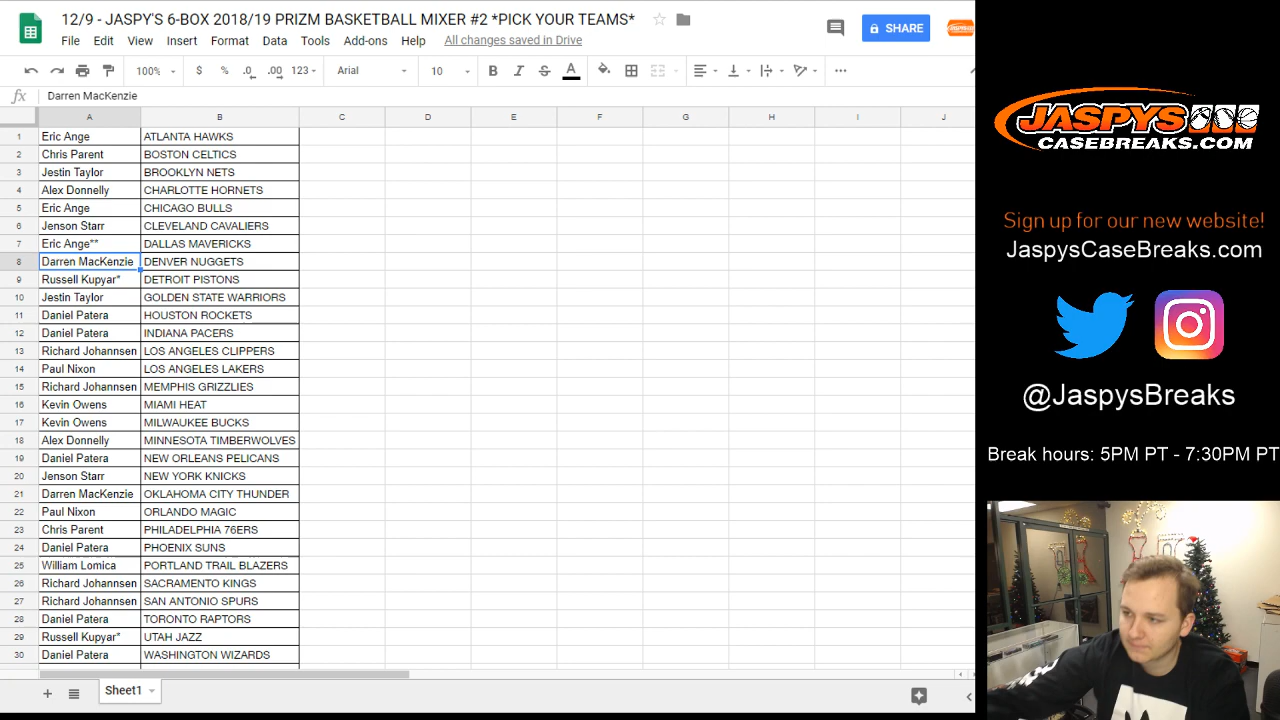 12/9 - JASPY'S 6-BOX 2018/19 PRIZM BASKETBALL MIXER #2 *PICK YOUR TEAMS*
File Edit View Insert Format Data Tools Add-ons Help All changes saved in Drive
SHARE
100% $ % .0 .00 123 Arial 10 B I S A
fx Darren MacKenzie
A B C D E F G H I J
1 Eric Ange ATLANTA HAWKS
2 Chris Parent BOSTON CELTICS
3 Jestin Taylor BROOKLYN NETS
4 Alex Donnelly CHARLOTTE HORNETS
5 Eric Ange CHICAGO BULLS
6 Jenson Starr CLEVELAND CAVALIERS
7 Eric Ange** DALLAS MAVERICKS
8 Darren MacKenzie DENVER NUGGETS
9 Russell Kupyar* DETROIT PISTONS
10 Jestin Taylor GOLDEN STATE WARRIORS
11 Daniel Patera HOUSTON ROCKETS
12 Daniel Patera INDIANA PACERS
13 Richard Johannsen LOS ANGELES CLIPPERS
14 Paul Nixon LOS ANGELES LAKERS
15 Richard Johannsen MEMPHIS GRIZZLIES
16 Kevin Owens MIAMI HEAT
17 Kevin Owens MILWAUKEE BUCKS
18 Alex Donnelly MINNESOTA TIMBERWOLVES
19 Daniel Patera NEW ORLEANS PELICANS
20 Jenson Starr NEW YORK KNICKS
21 Darren MacKenzie OKLAHOMA CITY THUNDER
22 Paul Nixon ORLANDO MAGIC
23 Chris Parent PHILADELPHIA 76ERS
24 Daniel Patera PHOENIX SUNS
25 William Lomica PORTLAND TRAIL BLAZERS
26 Richard Johannsen SACRAMENTO KINGS
27 Richard Johannsen SAN ANTONIO SPURS
28 Daniel Patera TORONTO RAPTORS
29 Russell Kupyar* UTAH JAZZ
30 Daniel Patera WASHINGTON WIZARDS
Sheet1
JASPYS
CASEBREAKS.COM
Sign up for our new website!
JaspysCaseBreaks.com
@JaspysBreaks
Break hours: 5PM PT - 7:30PM PT